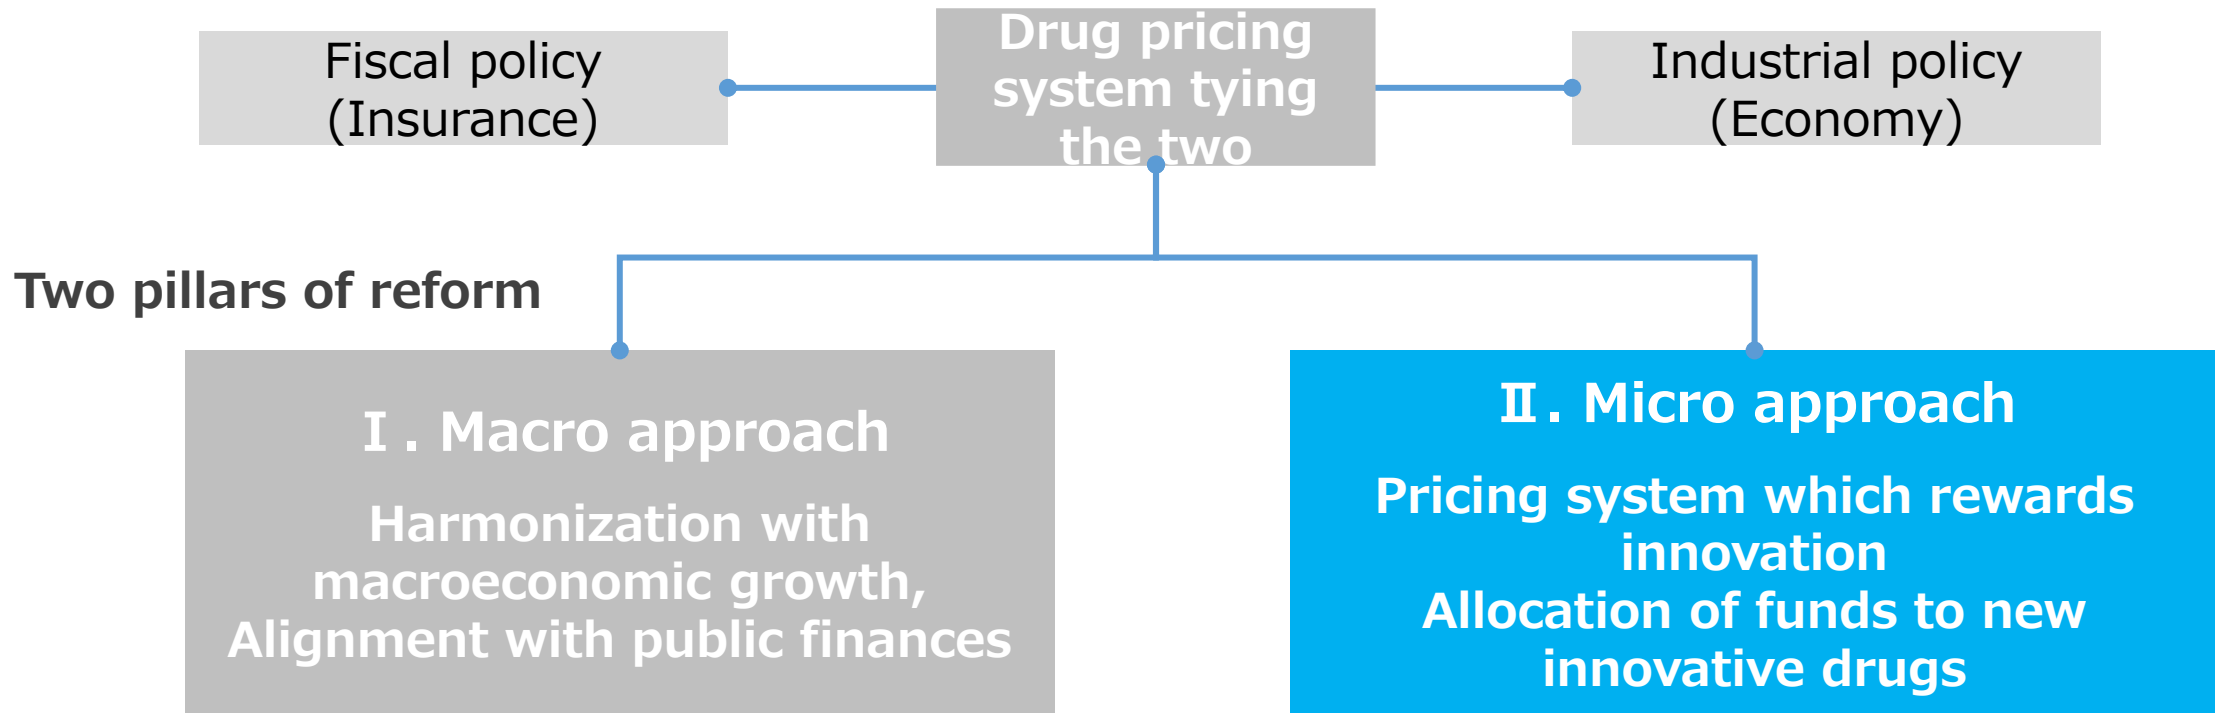 Fiscal policy
(Insurance)
Drug pricing
system tying
the two
Industrial policy
(Economy)
Two pillars of reform
Ⅰ. Macro approach
Harmonization with
macroeconomic growth,
Alignment with public finances
Ⅱ. Micro approach
Pricing system which rewards
innovation
Allocation of funds to new
innovative drugs